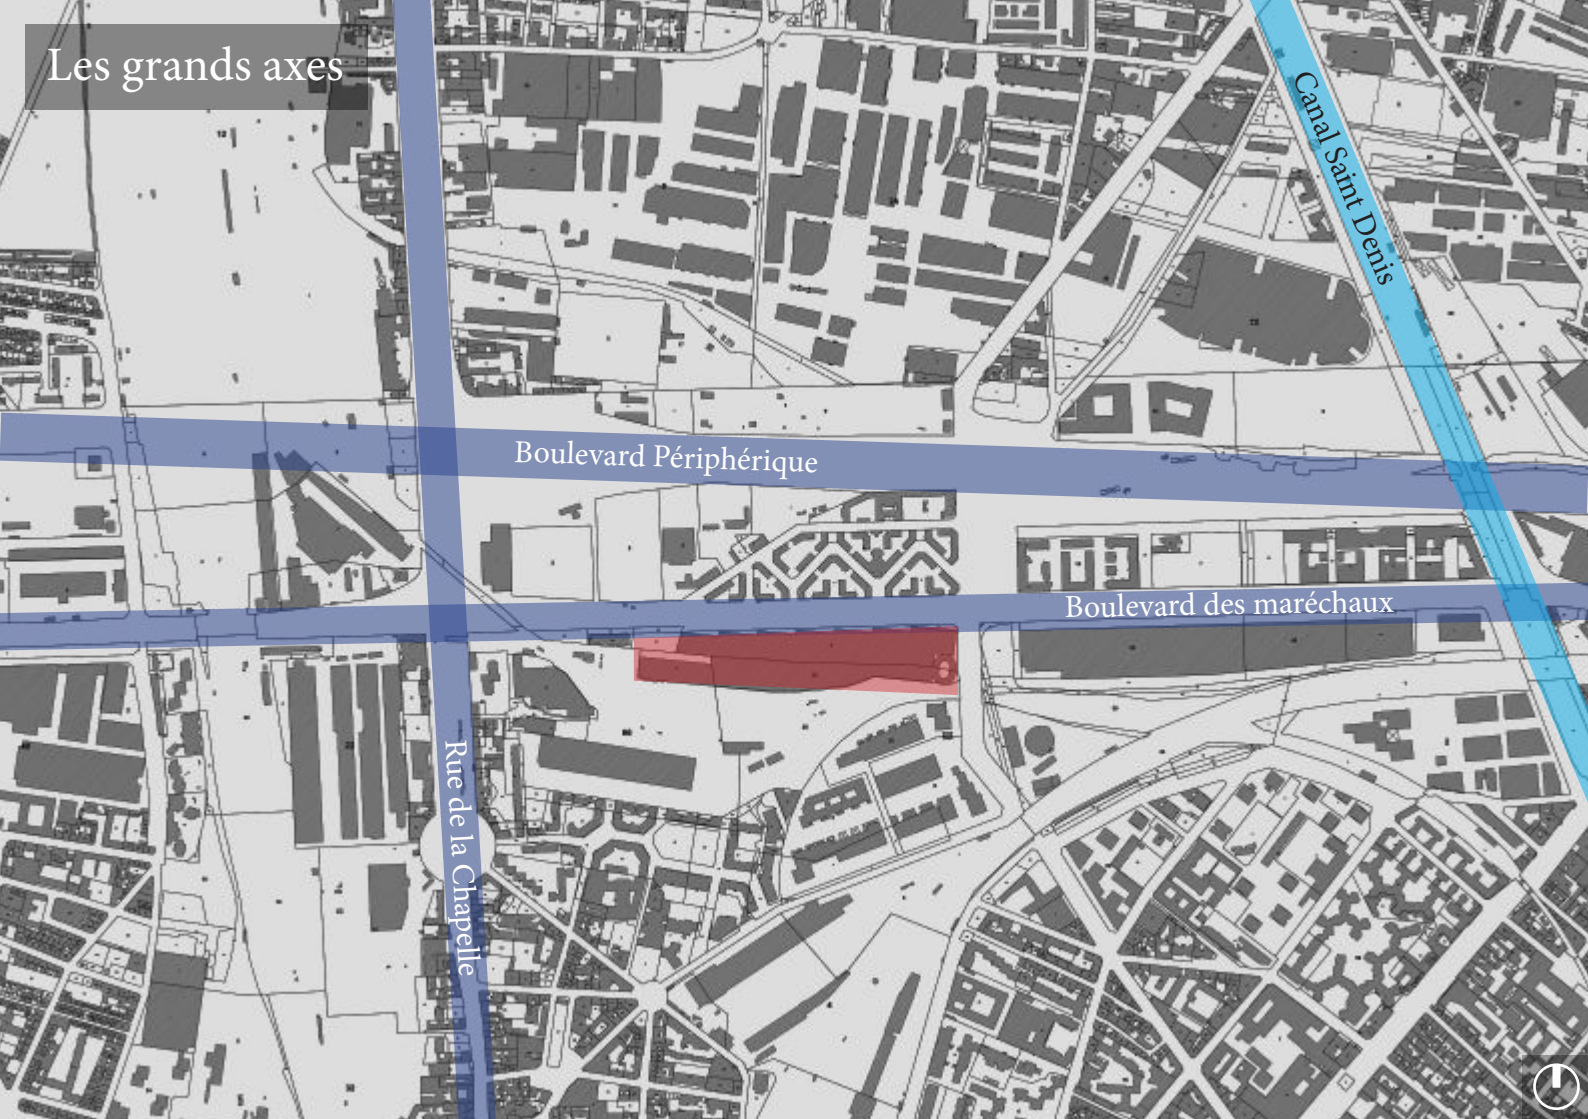 Les grands axes
Canal Saint Denis
Boulevard Périphérique
Boulevard des maréchaux
Rue de la Chapelle